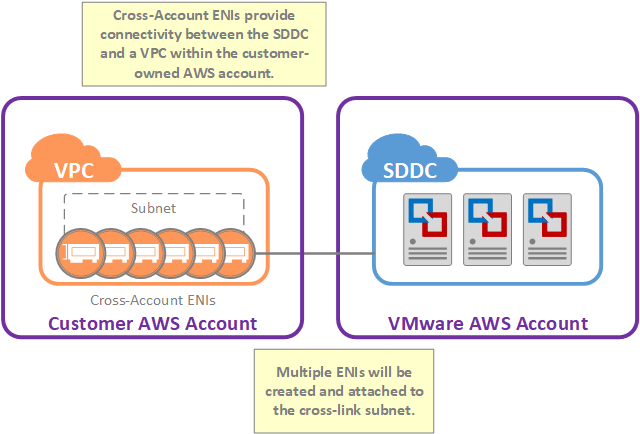 Cross-Account ENIs provide
connectivity between the SDDC
and a VPC within the customer-
owned AWS account.
VPC
SDDC
Subnet
Cross-Account ENIs
Customer AWS Account
VMware AWS Account
Multiple ENIs will be
created and attached to
the cross-link subnet.